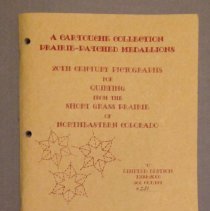 A CARTOUCHE COLLECTION
PRAIRIE-PATCHED MEDALLIONS
20TH CENTURY PICTOGRAPHS
FOR
QUILTING
FROM THE
SHORT GRASS PRAIRIE
OF
NORTHEASTERN COLORADO
LIMITED EDITION